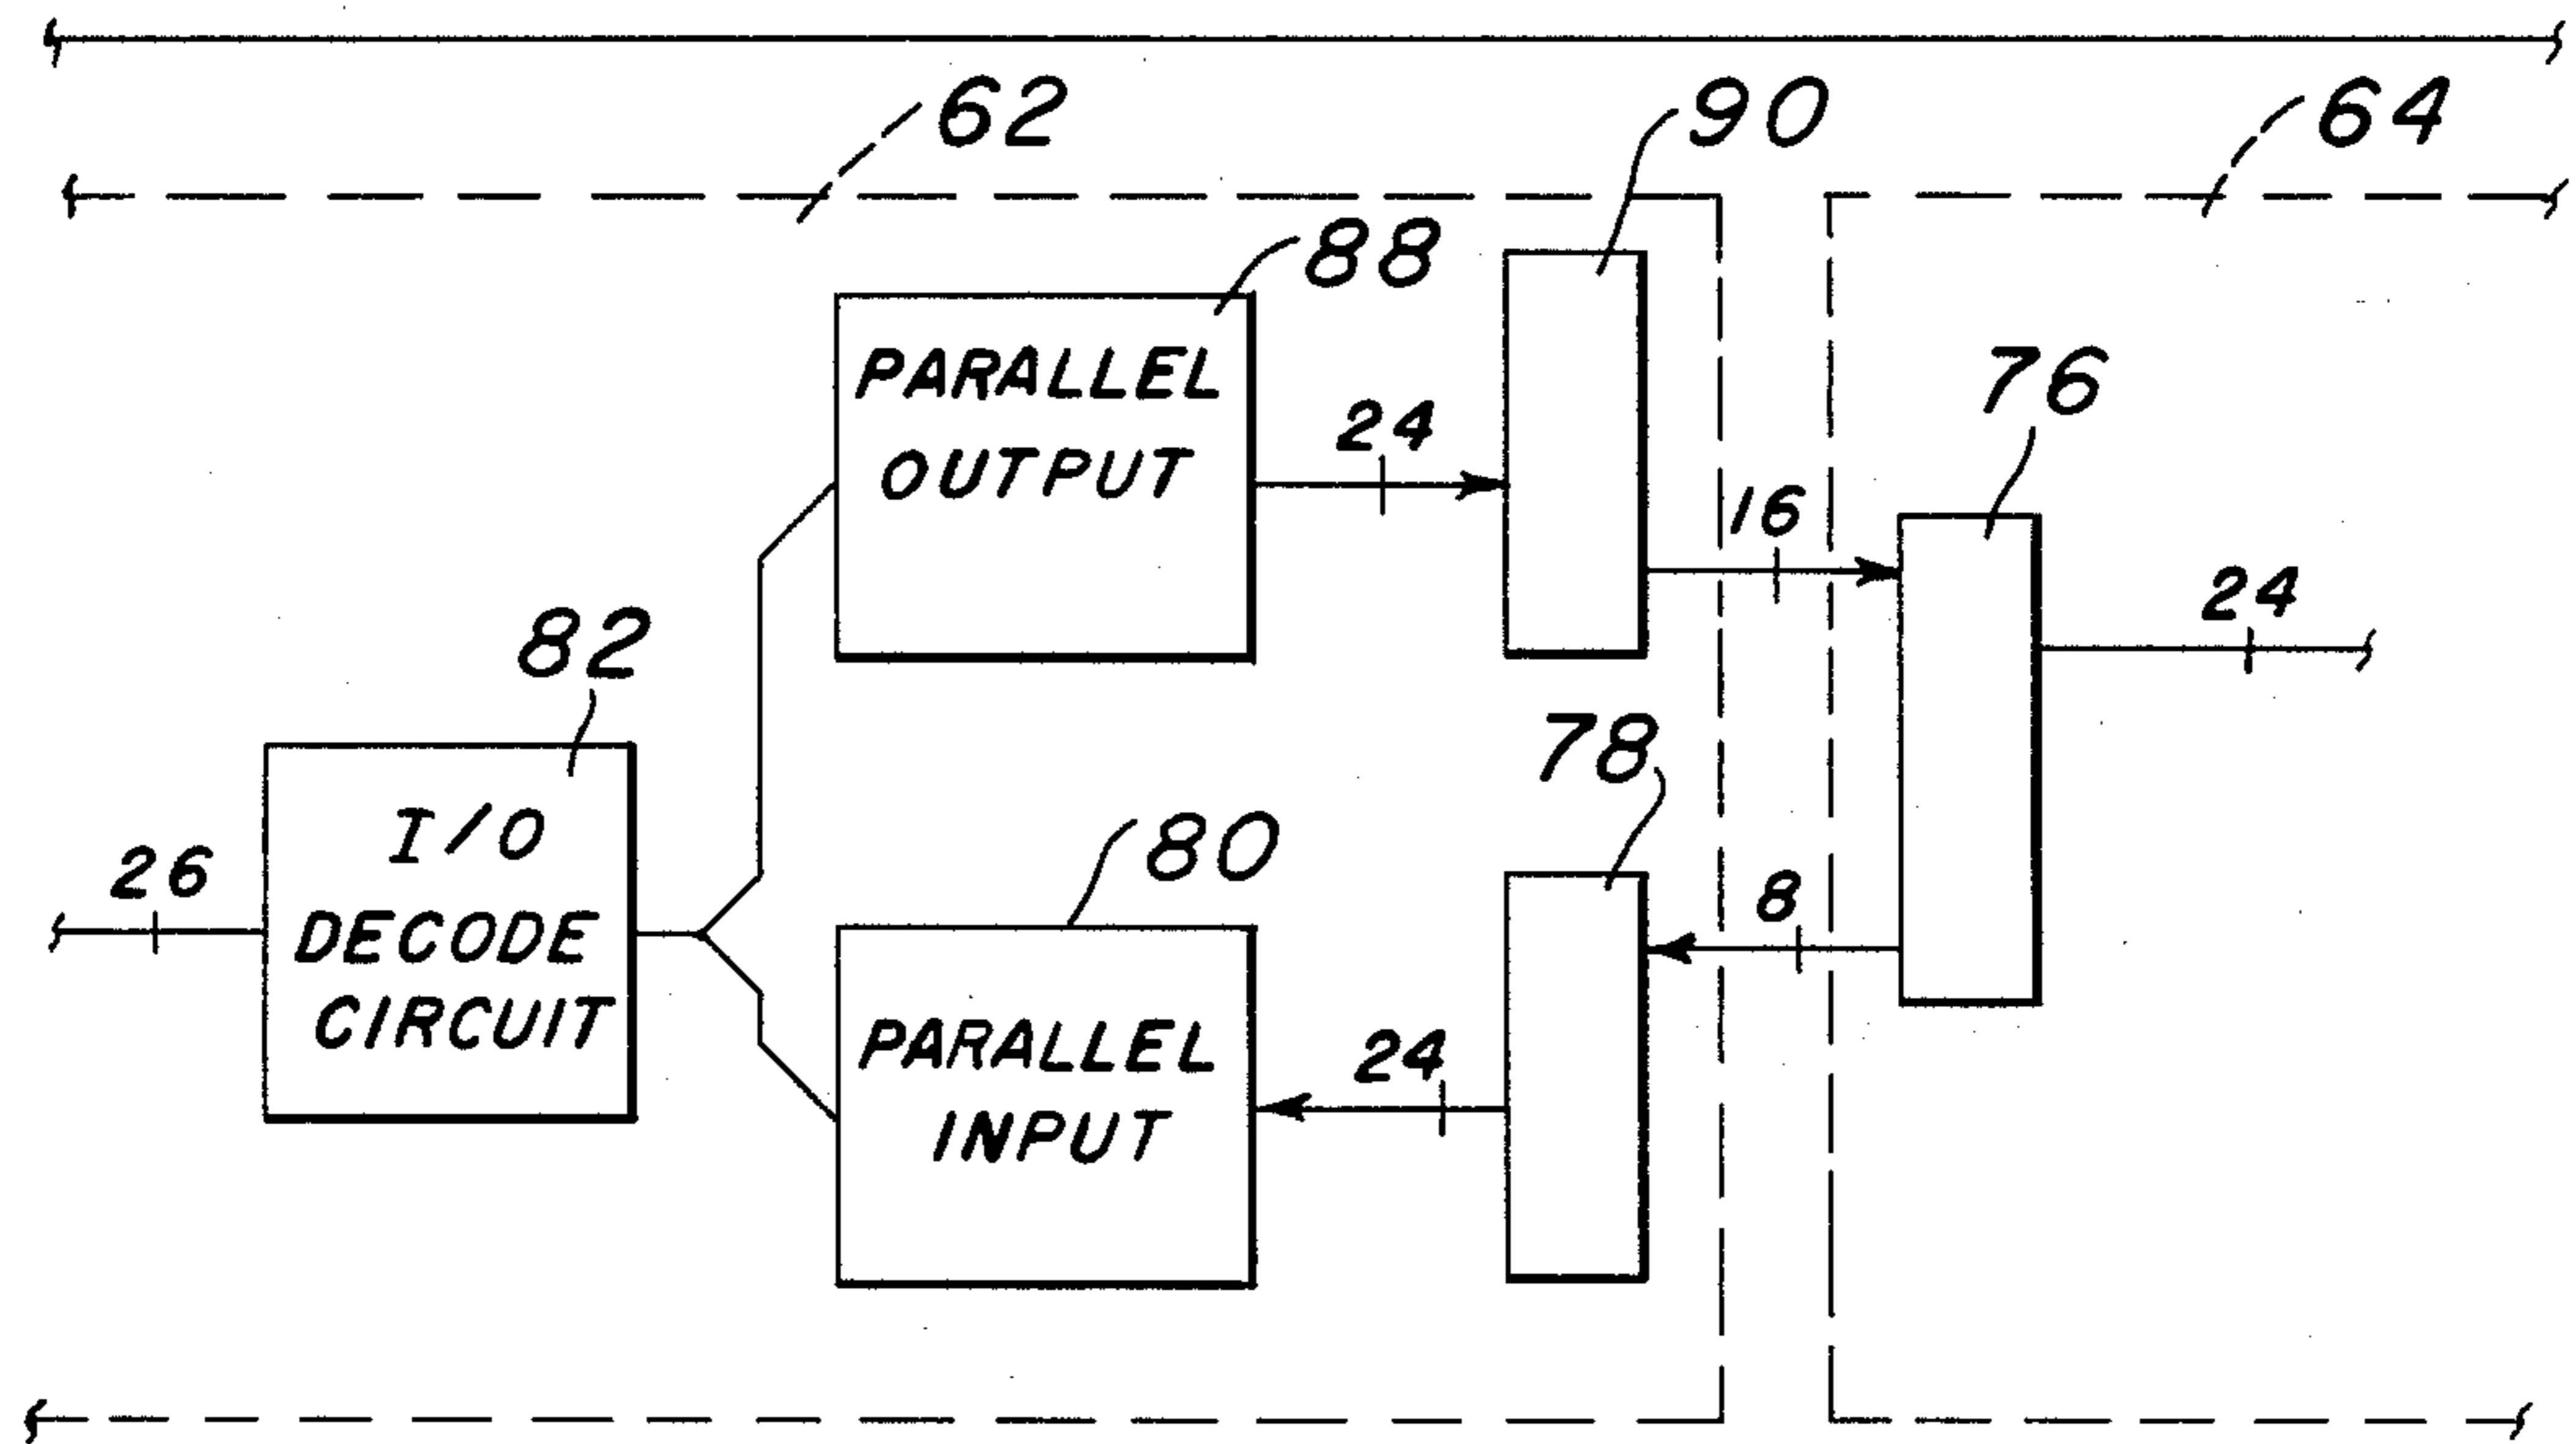 62
90
64
88
PARALLEL
OUTPUT
24
76
16
24
82
78
I/O
DECODE
CIRCUIT
26
80
8
PARALLEL
INPUT
24